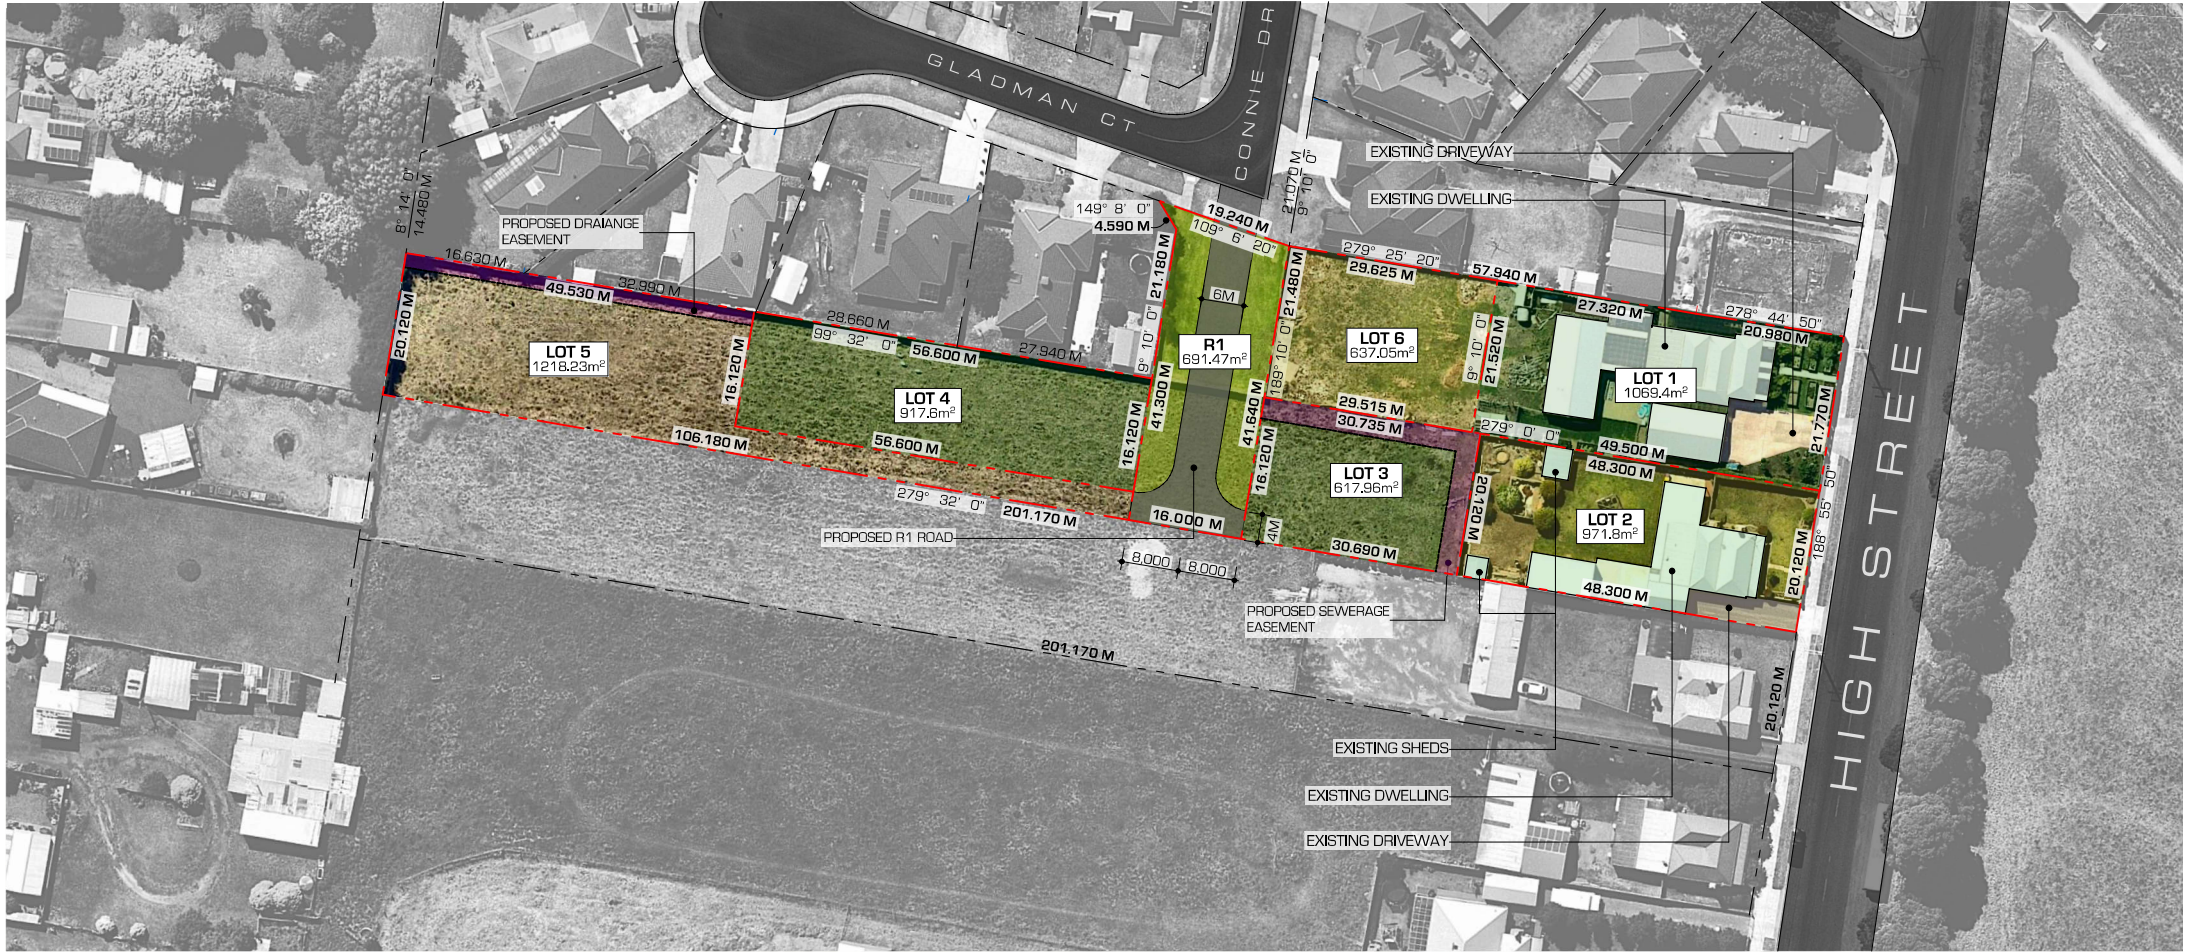 GLADMAN CT
CONNIE DR
HIGH STREET
EXISTING DRIVEWAY
EXISTING DWELLING
8° 14' 0"
14.480 M
PROPOSED DRAIANGE
EASEMENT
149° 8' 0"
4.590 M
19.240 M
109° 6' 20"
21.070 M
9° 10' 0"
16.630 M
49.530 M
32.990 M
20.120 M
LOT 5
1218.23m²
16.120 M
28.660 M
99° 32' 0"
56.600 M
27.940 M
LOT 4
917.6m²
56.600 M
106.180 M
279° 32' 0"
201.170 M
21.180 M
9° 10' 0"
41.300 M
16.120 M
6M
R1
691.47m²
21.480 M
189° 10' 0"
41.640 M
16.120 M
16.000 M
4M
8.000
8.000
PROPOSED R1 ROAD
279° 25' 20"
29.625 M
57.940 M
LOT 6
637.05m²
9° 10' 0"
21.520 M
29.515 M
30.735 M
LOT 3
617.96m²
30.690 M
27.320 M
278° 44' 50"
20.980 M
LOT 1
1069.4m²
21.770 M
279° 0' 0"
49.500 M
48.300 M
20.120 M
LOT 2
971.8m²
48.300 M
20.120 M
188° 55' 50"
PROPOSED SEWERAGE
EASEMENT
201.170 M
20.120 M
EXISTING SHEDS
EXISTING DWELLING
EXISTING DRIVEWAY